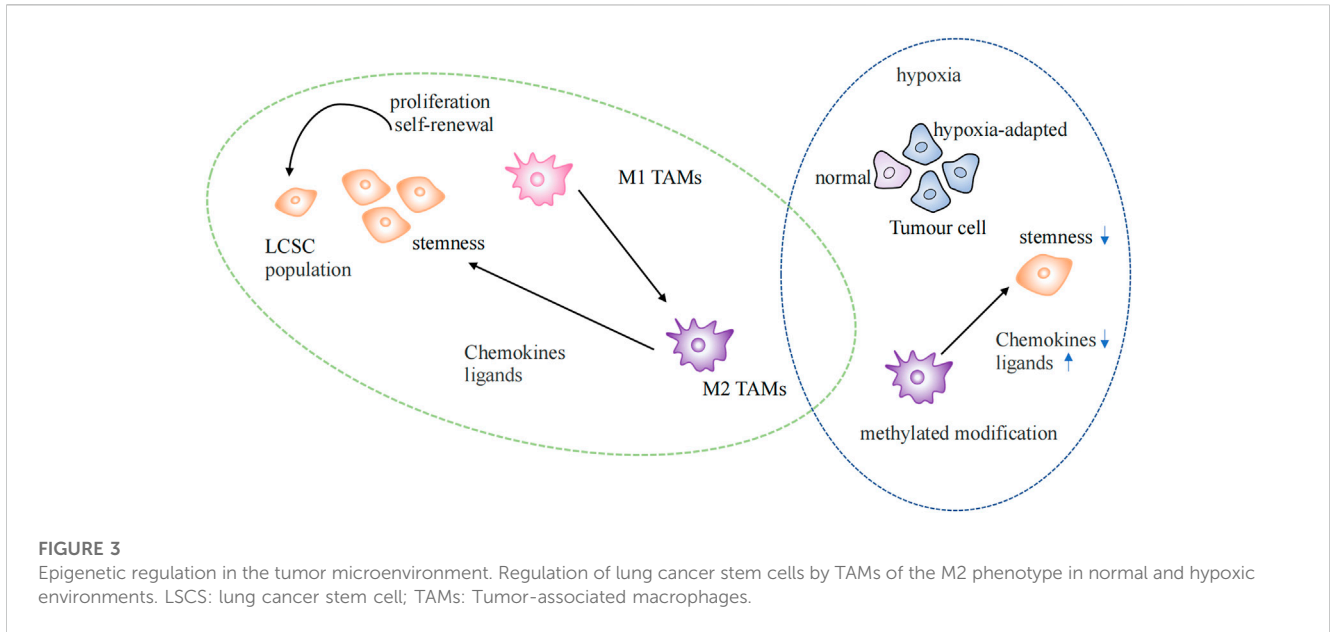 proliferation
self-renewal
LCSC
population
stemness
M1 TAMs
Chemokines
ligands
M2 TAMs
hypoxia
hypoxia-adapted
normal
Tumour cell
stemness ↓
Chemokines ↓
ligands ↑
methylated modification
FIGURE 3
Epigenetic regulation in the tumor microenvironment. Regulation of lung cancer stem cells by TAMs of the M2 phenotype in normal and hypoxic
environments. LSCS: lung cancer stem cell; TAMs: Tumor-associated macrophages.